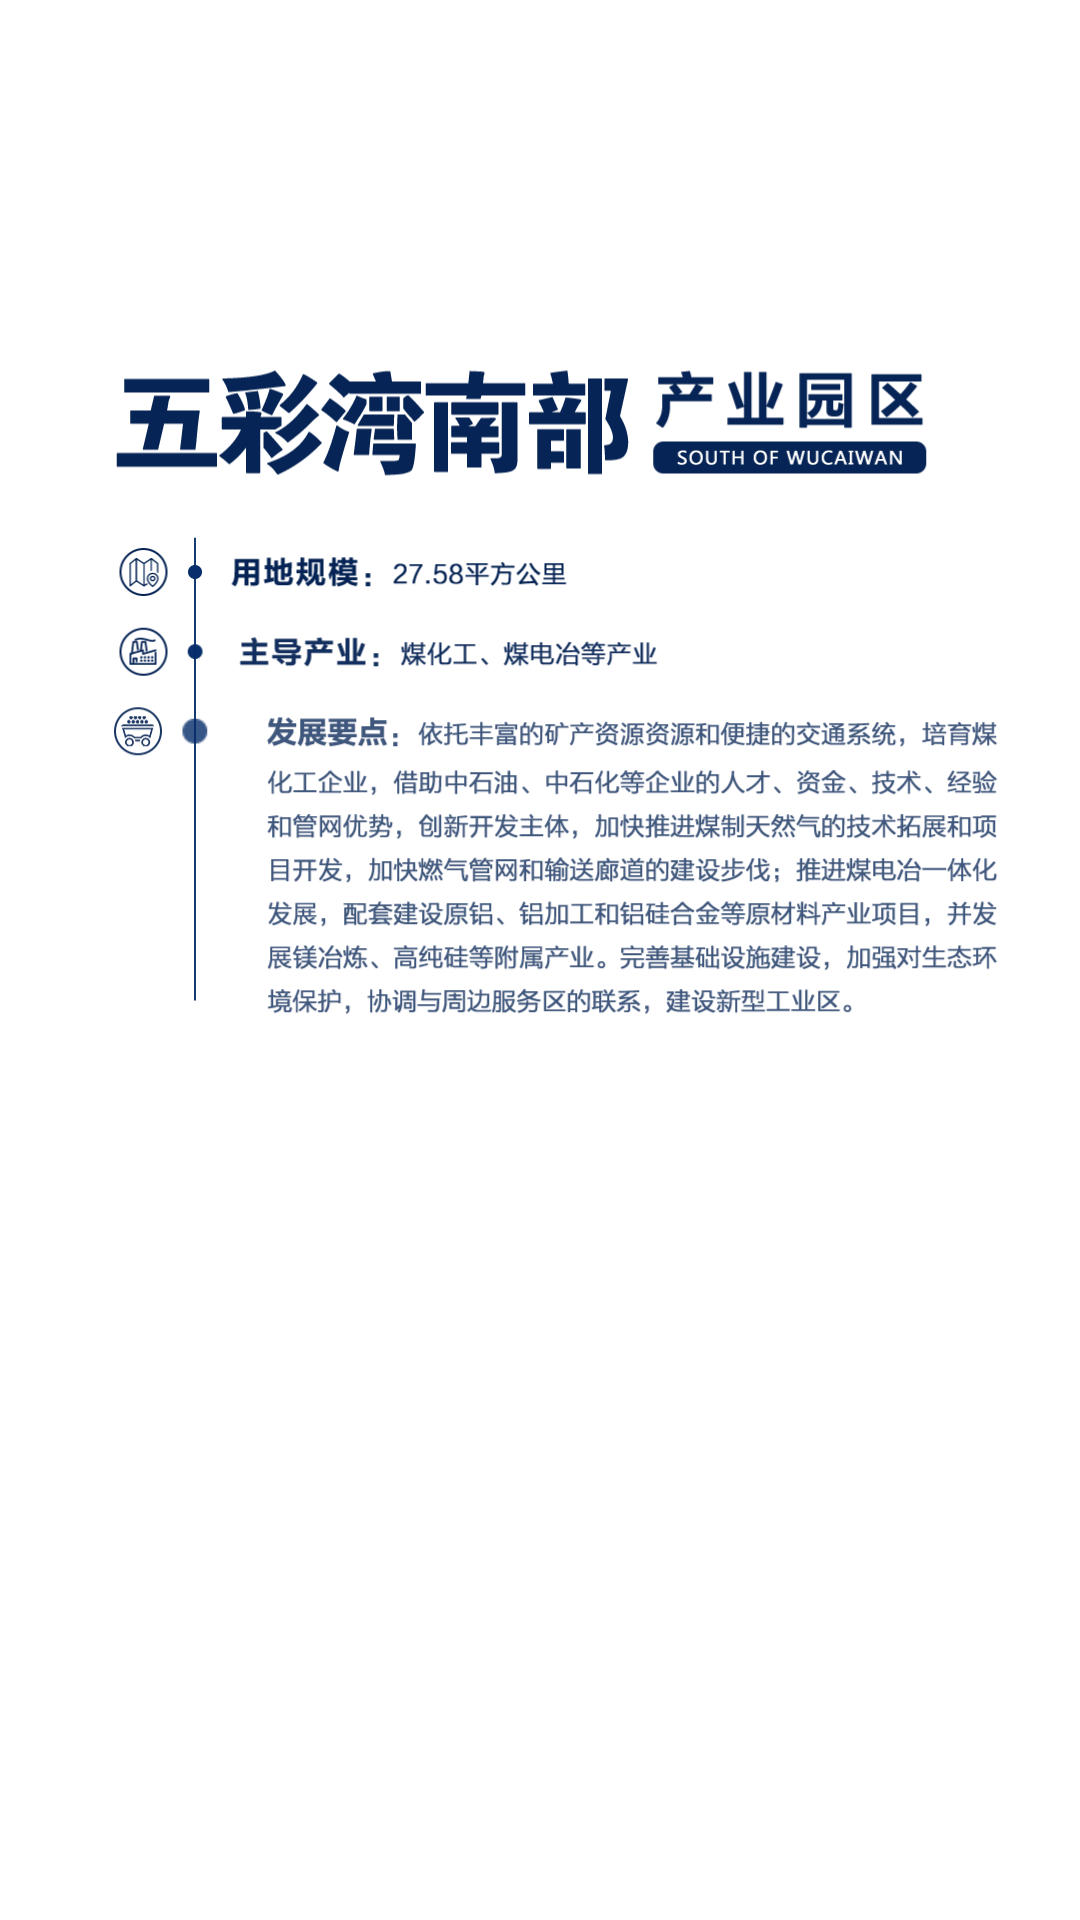 五彩湾南部 产业园区
SOUTH OF WUCAIWAN
用地规模：27.58平方公里
主导产业：煤化工、煤电冶等产业
发展要点：依托丰富的矿产资源资源和便捷的交通系统，培育煤
化工企业，借助中石油、中石化等企业的人才、资金、技术、经验
和管网优势，创新开发主体，加快推进煤制天然气的技术拓展和项
目开发，加快燃气管网和输送廊道的建设步伐；推进煤电冶一体化
发展，配套建设原铝、铝加工和铝硅合金等原材料产业项目，并发
展镁冶炼、高纯硅等附属产业。完善基础设施建设，加强对生态环
境保护，协调与周边服务区的联系，建设新型工业区。